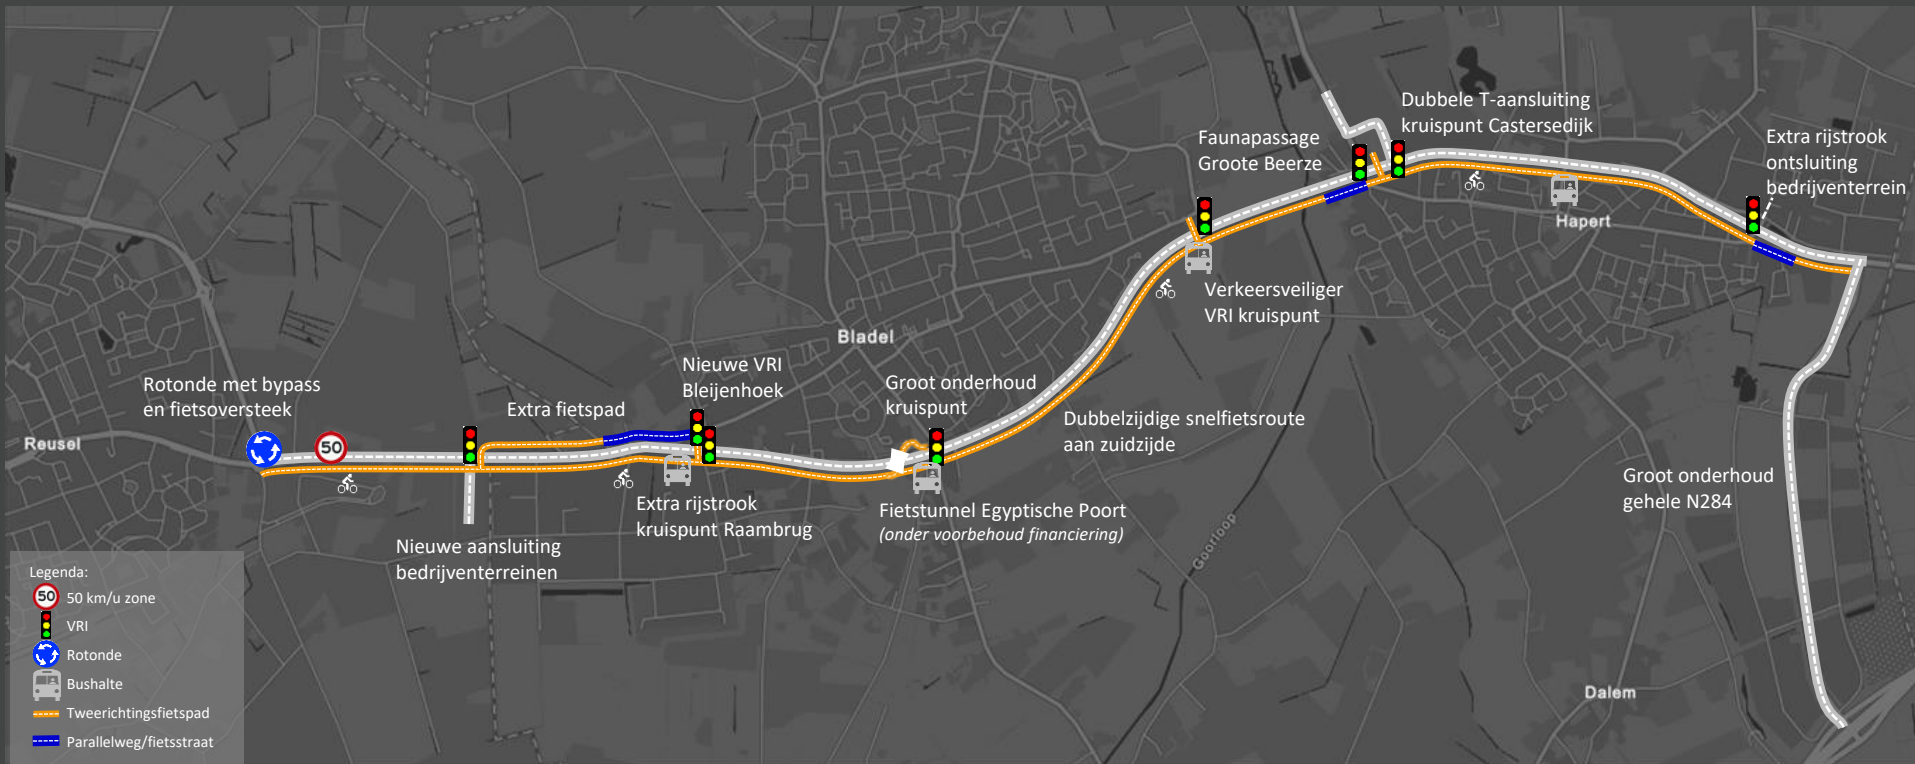 Dubbele T-aansluiting
kruispunt Castersedijk
Faunapassage
Groote Beerze
Extra rijstrook
ontsluiting
bedrijventerrein
Hapert
Verkeersveiliger
VRI kruispunt
Bladel
Nieuwe VRI
Bleijenhoek
Groot onderhoud
kruispunt
Rotonde met bypass
en fietsoversteek
Extra fietspad
Dubbelzijdige snelfietsroute
aan zuidzijde
Reusel
50
Groot onderhoud
gehele N284
Extra rijstrook
kruispunt Raambrug
Fietstunnel Egyptische Poort
(onder voorbehoud financiering)
Goorloop
Nieuwe aansluiting
bedrijventerreinen
Dalem
Legenda:
50 50 km/u zone
VRI
Rotonde
Bushalte
Tweerichtingsfietspad
Parallelweg/fietsstraat